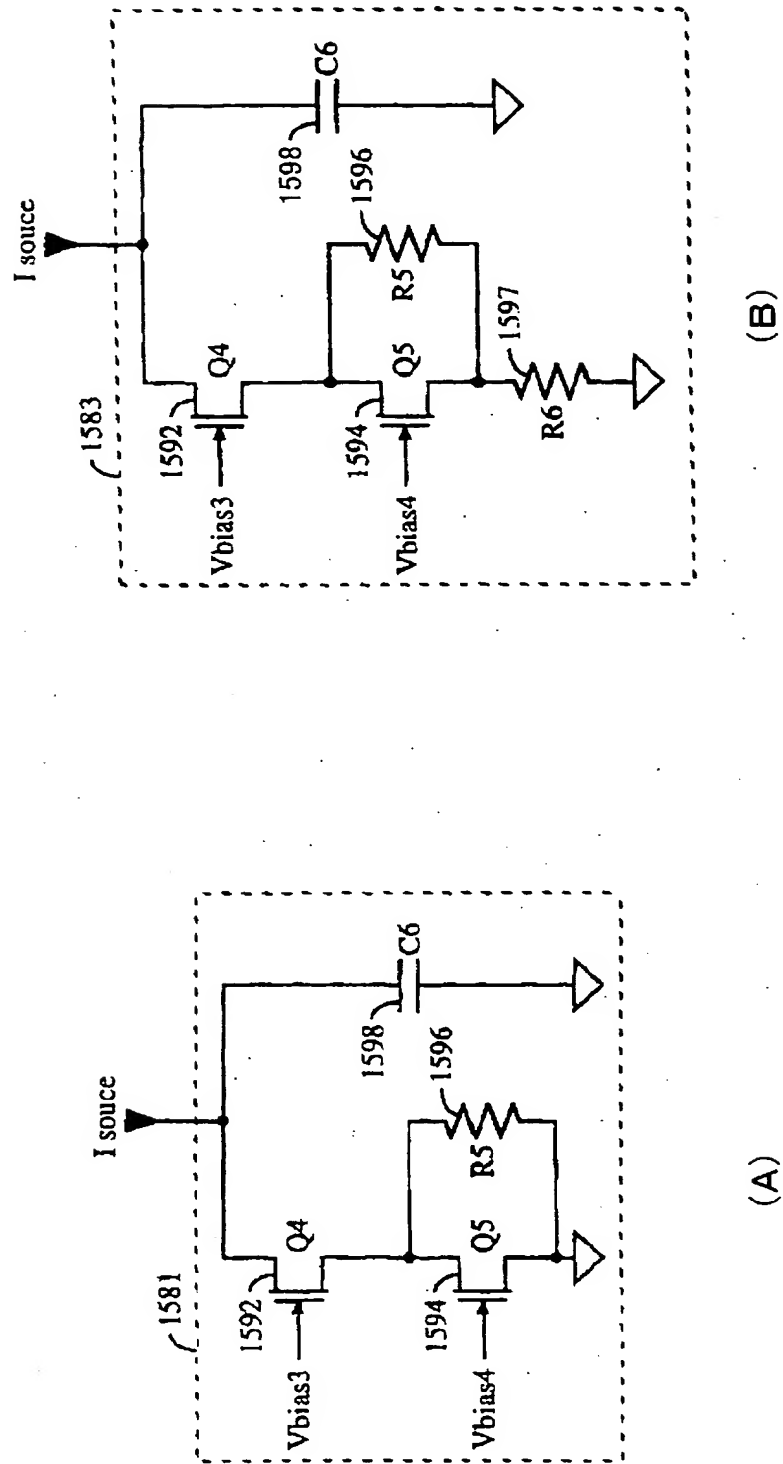 I souce
1581
1592
Q4
Vbias3
1598
C6
1594
Q5
Vbias4
1596
R5
(A)
I souce
1583
1592
Q4
Vbias3
1598
C6
1594
Q5
Vbias4
1596
R5
1597
R6
(B)